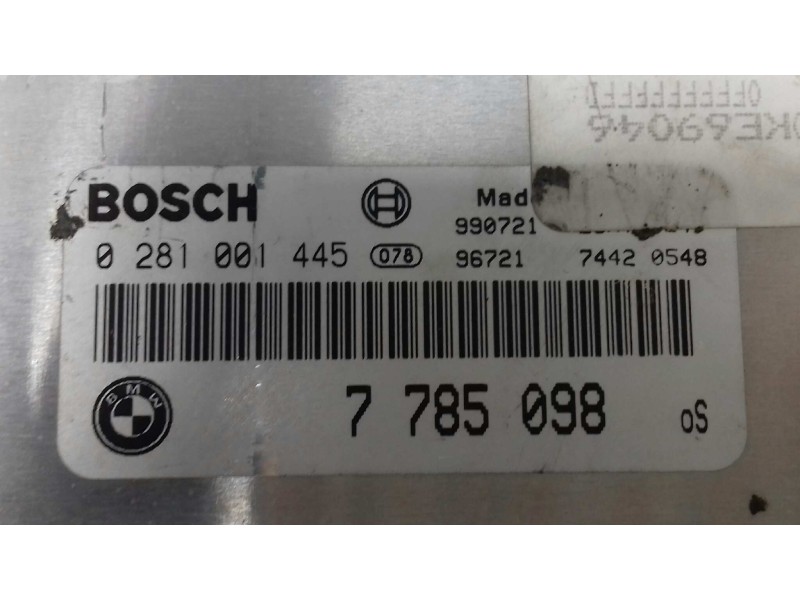 0FFFFFFFFD
0KE69046
BOSCH
Mad
990721
0 281 001 445 078 96721 7442 0548
BMW
7 785 098 oS